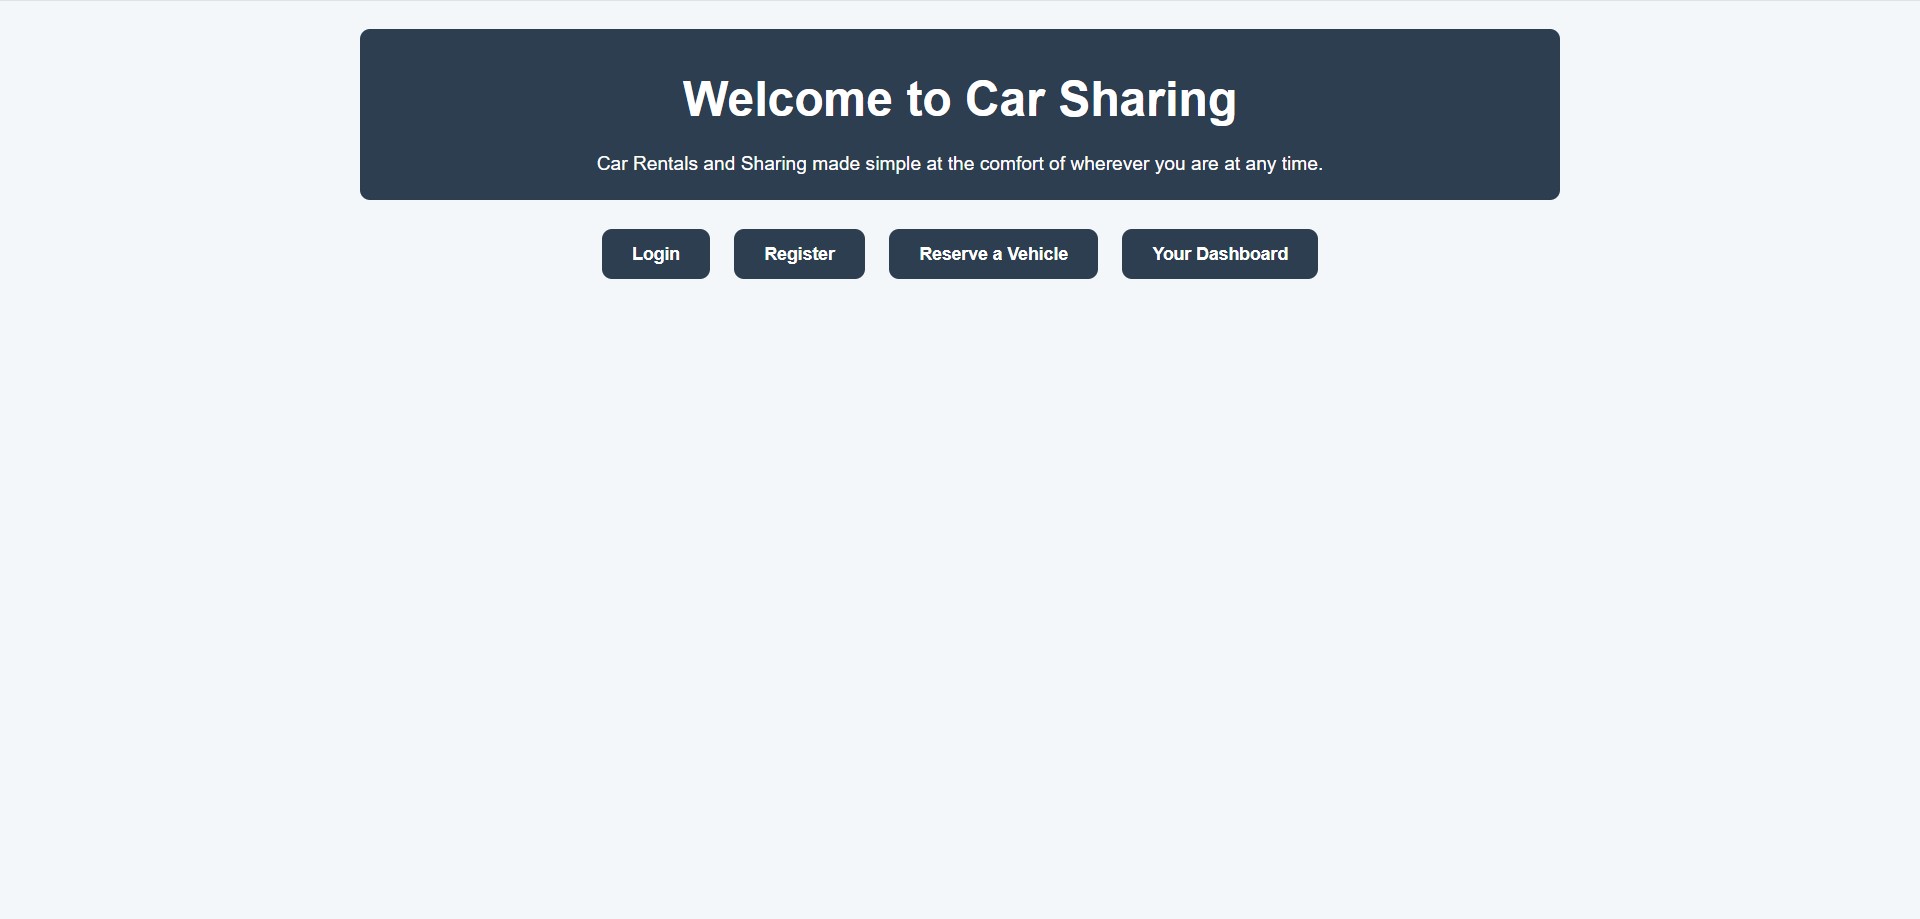 Welcome to Car Sharing
Car Rentals and Sharing made simple at the comfort of wherever you are at any time.
Login
Register
Reserve a Vehicle
Your Dashboard